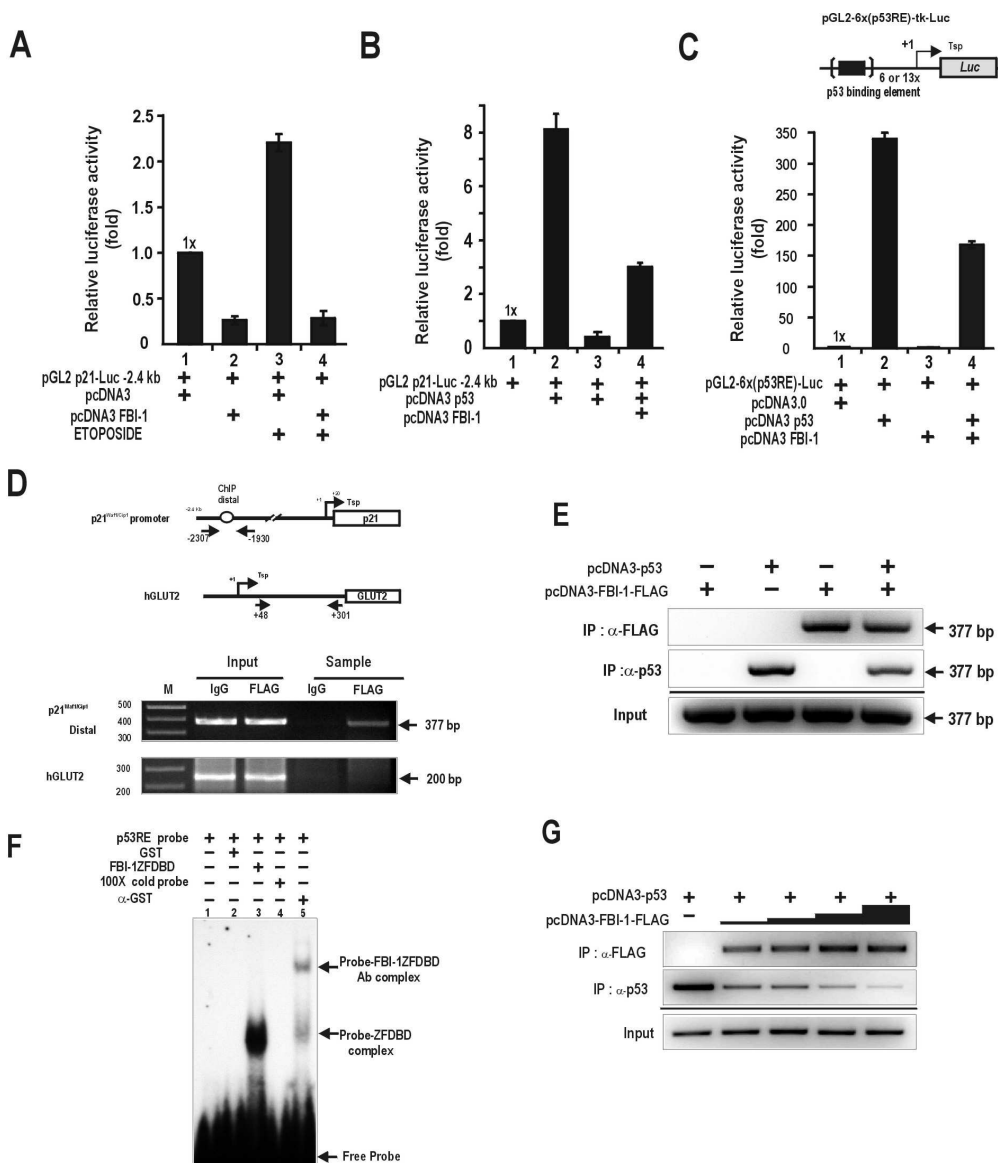 A
Relative luciferase activity
(fold)
2.5
2.0
1.5
1.0
0.5
0
1x
1 2 3 4
pGL2 p21-Luc -2.4 kb + + + +
pcDNA3 + +
pcDNA3 FBI-1 + +
ETOPOSIDE + +
B
Relative luciferase activity
(fold)
8
6
4
2
0
1x
1 2 3 4
pGL2 p21-Luc -2.4 kb + + + +
pcDNA3 p53 + + +
pcDNA3 FBI-1 +
C
pGL2-6x(p53RE)-tk-Luc
+1 Tsp
Luc
6 or 13x
p53 binding element
Relative luciferase activity
(fold)
350
300
250
200
150
100
50
0
1x
1 2 3 4
pGL2-6x(p53RE)-Luc + + + +
pcDNA3.0 +
pcDNA3 p53 + +
pcDNA3 FBI-1 + +
D
ChIP
distal
-2.4 Kb
+1
Tsp
p21Waf1/Cip1 promoter
p21
-2307 -1930
+1 Tsp
hGLUT2
GLUT2
+48 +301
Input Sample
M IgG FLAG IgG FLAG
p21Waf1/Cip1
Distal
500
400
300
377 bp
hGLUT2
300
200
200 bp
E
pcDNA3-p53 – + – +
pcDNA3-FBI-1-FLAG + – + +
IP : α-FLAG 377 bp
IP :α-p53 377 bp
Input 377 bp
F
p53RE probe + + + + +
GST – + – – –
FBI-1ZFDBD – – + – –
100X cold probe – – – + –
α-GST – – – – +
1 2 3 4 5
Probe-FBI-1ZFDBD
Ab complex
Probe-ZFDBD
complex
Free Probe
G
pcDNA3-p53 + + + + +
pcDNA3-FBI-1-FLAG –
IP : α-FLAG
IP : α-p53
Input